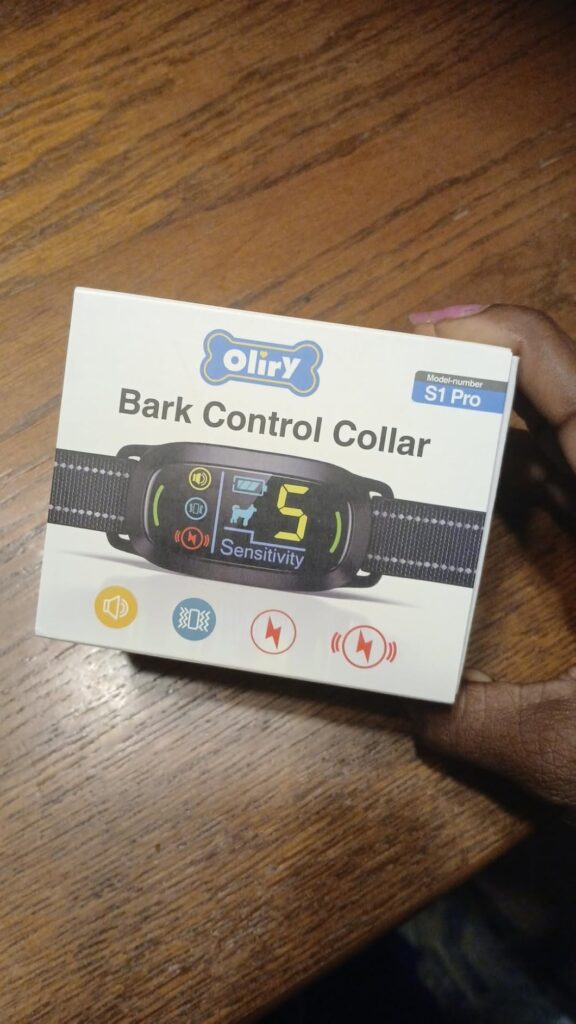 Oliry
Model-number
S1 Pro
Bark Control Collar
5
Sensitivity